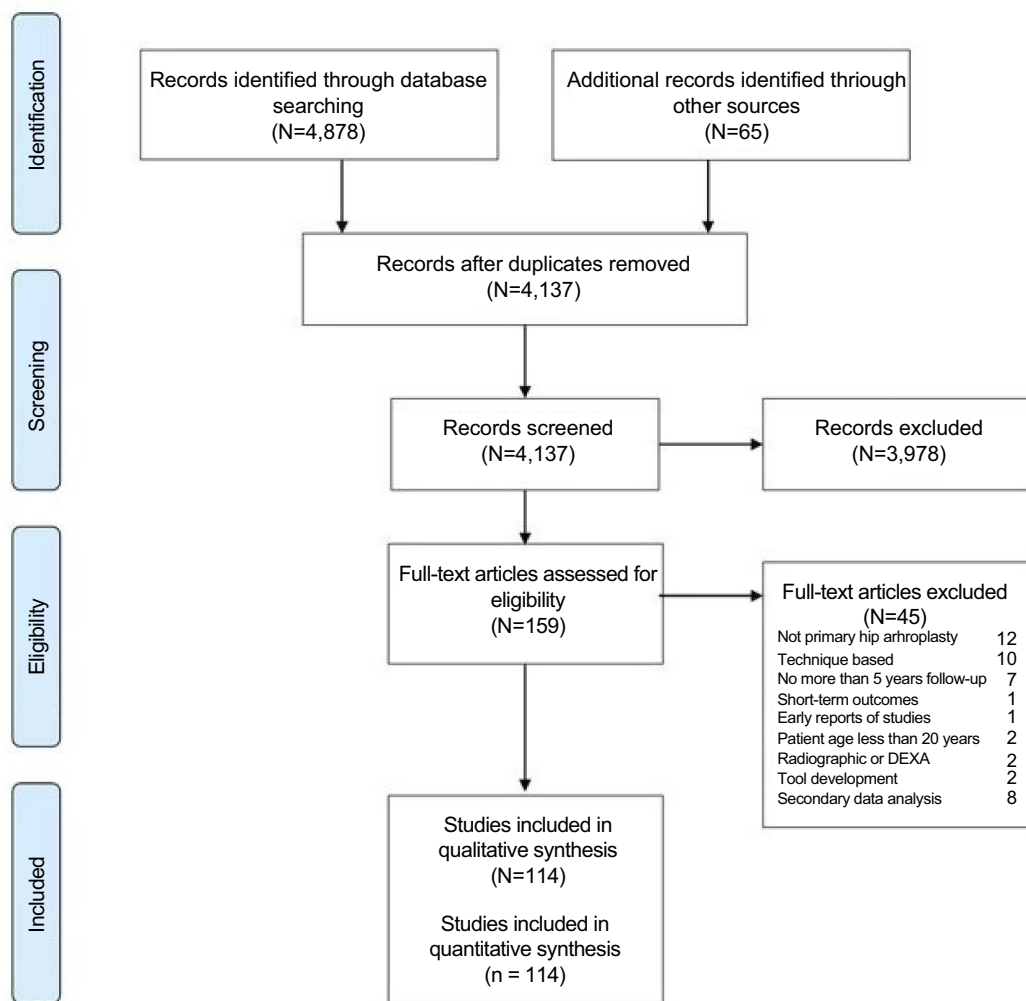 Identification
Records identified through database
searching
(N=4,878)
Additional records identified thriough
other sources
(N=65)
Records after duplicates removed
(N=4,137)
Screening
Records screened
(N=4,137)
Records excluded
(N=3,978)
Eligibility
Full-text articles assessed for
eligibility
(N=159)
Full-text articles excluded
(N=45)
Not primary hip arhroplasty 12
Technique based 10
No more than 5 years follow-up 7
Short-term outcomes 1
Early reports of studies 1
Patient age less than 20 years 2
Radiographic or DEXA 2
Tool development 2
Secondary data analysis 8
Included
Studies included in
qualitative synthesis
(N=114)
Studies included in
quantitative synthesis
(n = 114)